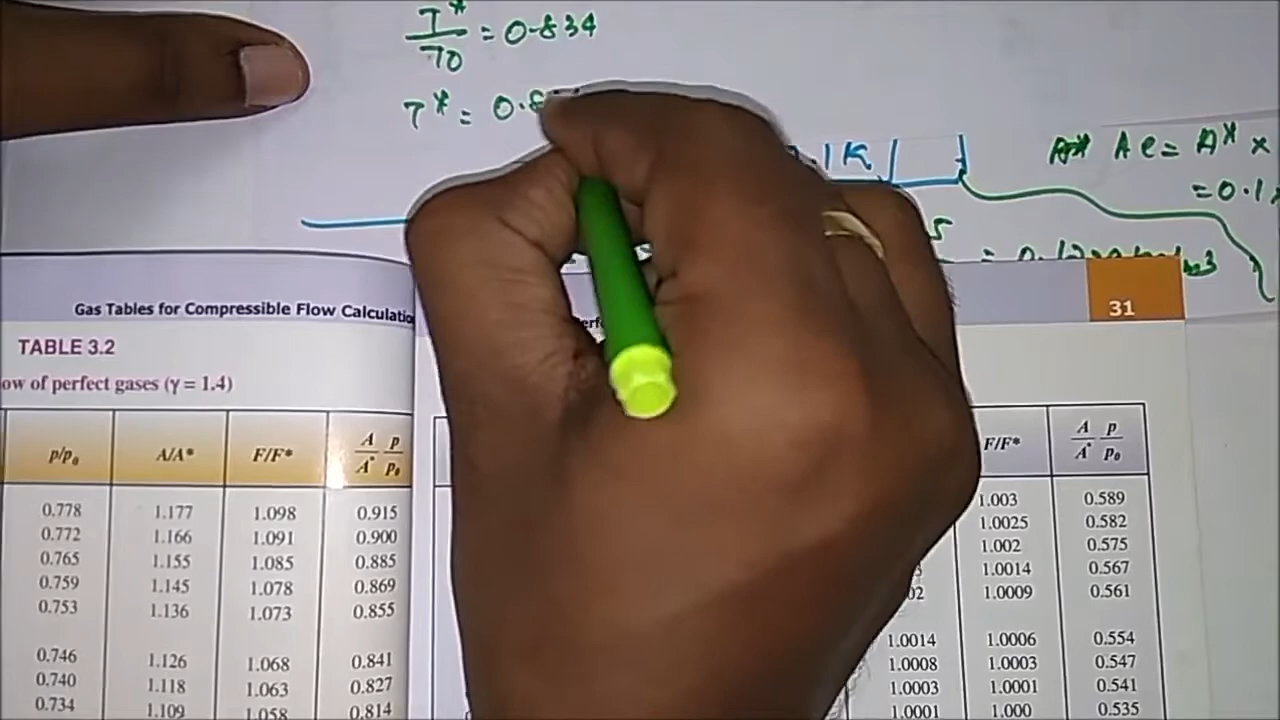 T*
T0 = 0.834
T* = 0.8
.1K
A* Ae = A* x
= 0.1
5
Gas Tables for Compressible Flow Calculatio
31
TABLE 3.2
ow of perfect gases (γ = 1.4)
p/p0 A/A* F/F* A p
A* p0
0.778 1.177 1.098 0.915
0.772 1.166 1.091 0.900
0.765 1.155 1.085 0.885
0.759 1.145 1.078 0.869
0.753 1.136 1.073 0.855
0.746 1.126 1.068 0.841
0.740 1.118 1.063 0.827
0.734 1.109 1.058 0.814
F/F* A p
A* p0
1.003 0.589
1.0025 0.582
1.002 0.575
1.0014 0.567
02 1.0009 0.561
1.0014 1.0006 0.554
1.0008 1.0003 0.547
1.0003 1.0001 0.541
1.0001 1.000 0.535